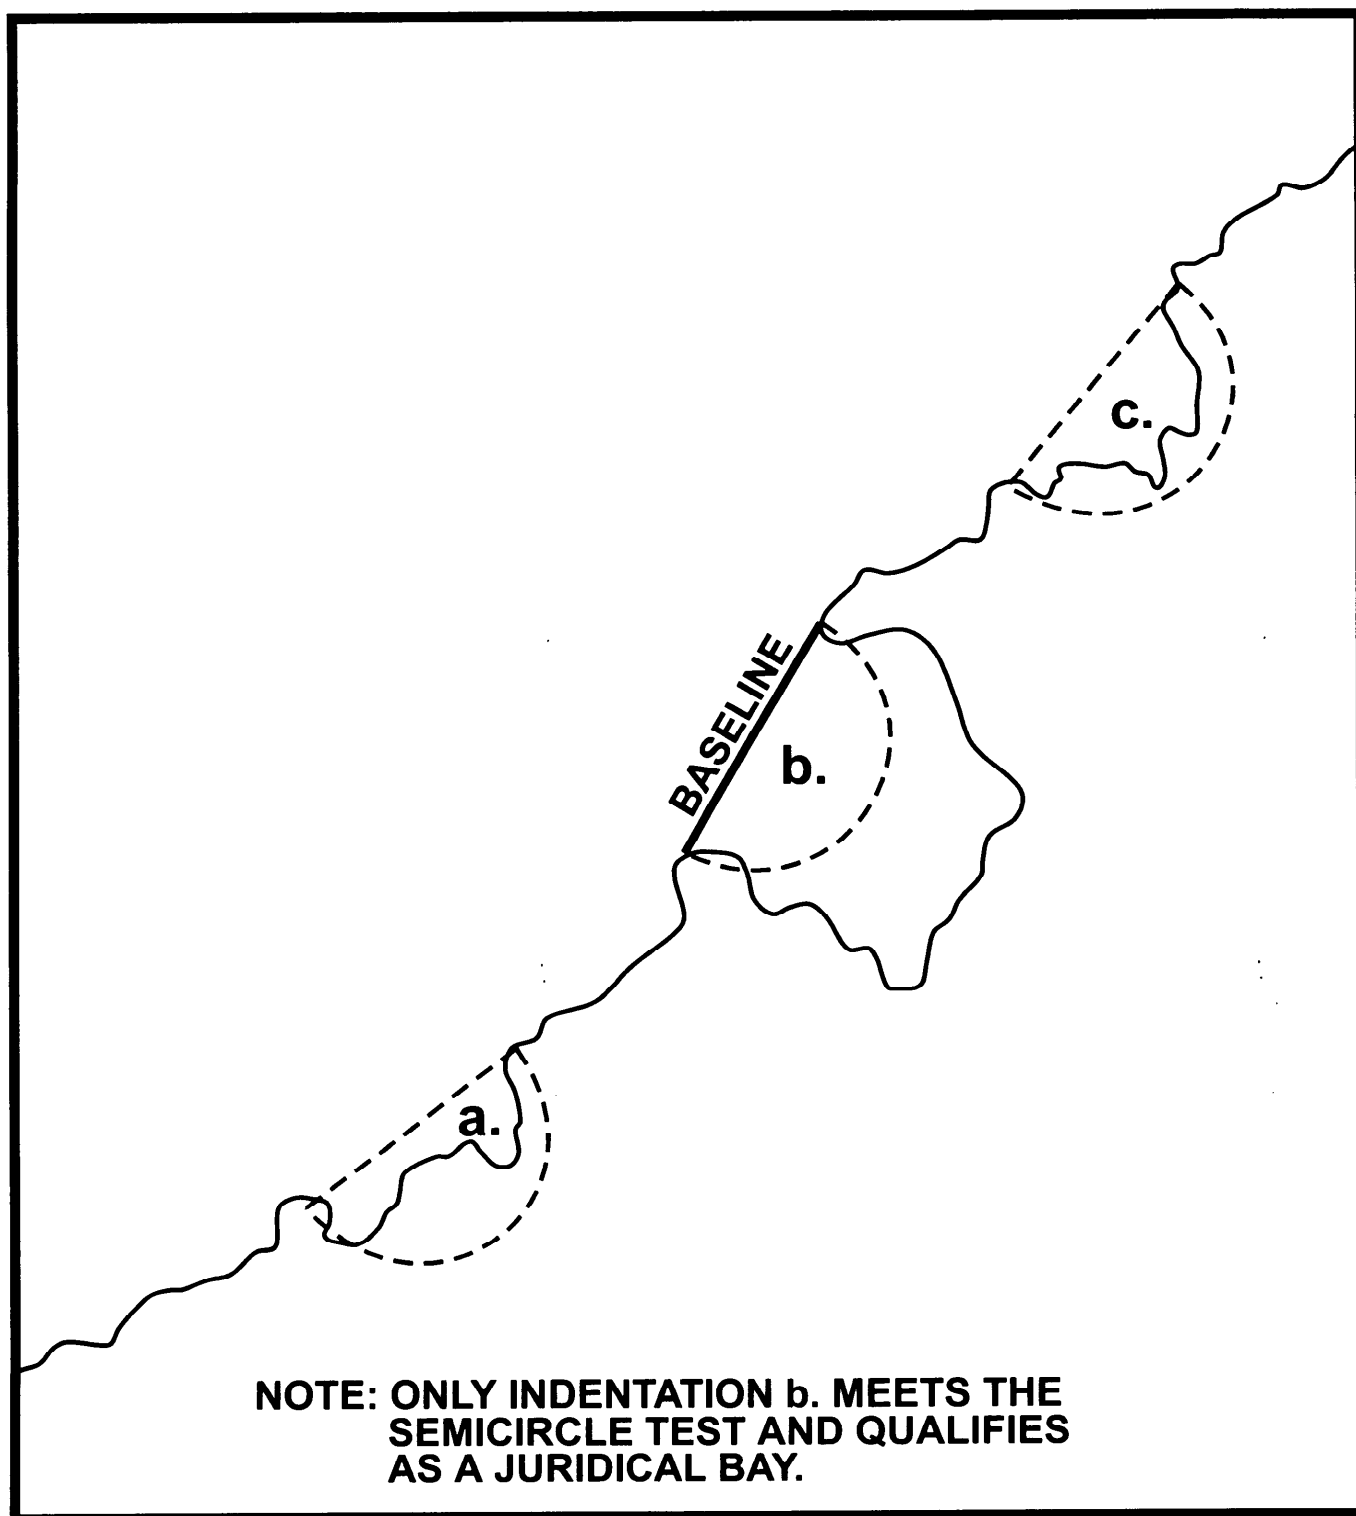 c.
BASELINE
b.
a.
NOTE: ONLY INDENTATION b. MEETS THE
SEMICIRCLE TEST AND QUALIFIES
AS A JURIDICAL BAY.